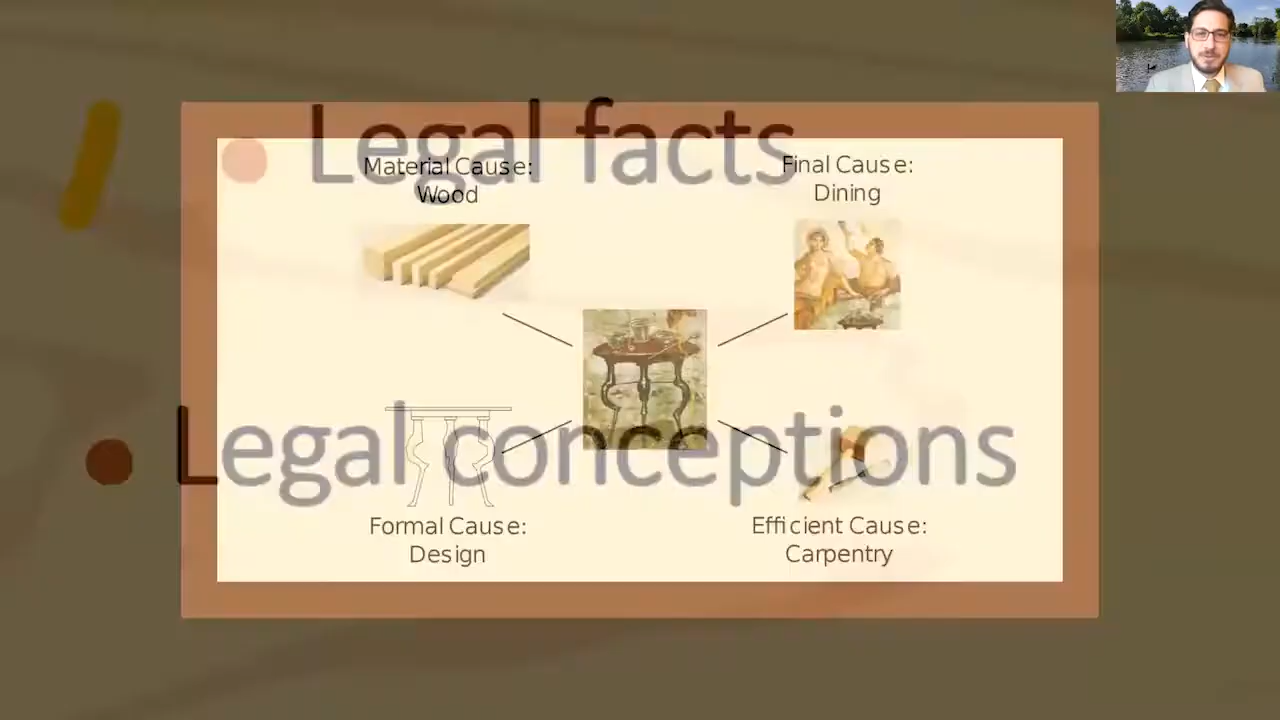 Legal facts
Material Cause:
Wood
Final Cause:
Dining
Legal conceptions
Formal Cause:
Design
Efficient Cause:
Carpentry